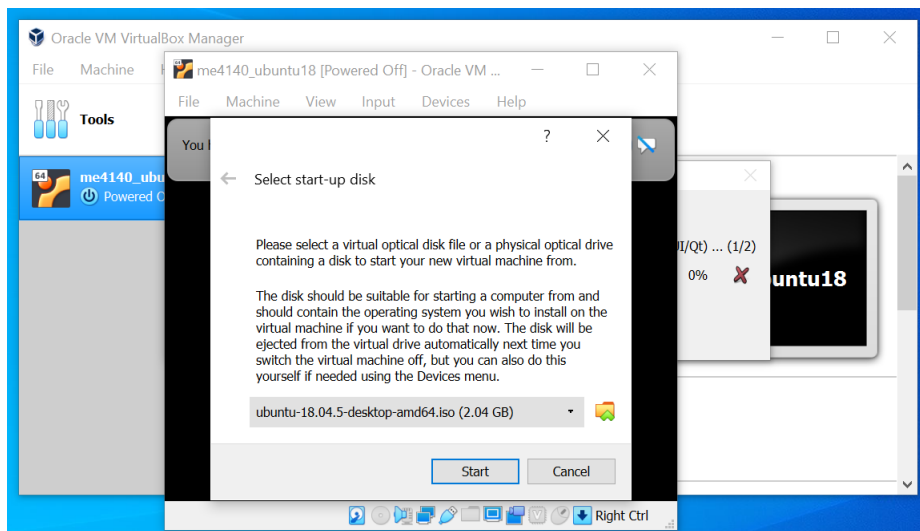 Oracle VM VirtualBox Manager
File Machine
me4140_ubuntu18 [Powered Off] - Oracle VM ...
File Machine View Input Devices Help
Tools
You
?
Select start-up disk
64
me4140_ubu
Powered O
Please select a virtual optical disk file or a physical optical drive
containing a disk to start your new virtual machine from.
The disk should be suitable for starting a computer from and
should contain the operating system you wish to install on the
virtual machine if you want to do that now. The disk will be
ejected from the virtual drive automatically next time you
switch the virtual machine off, but you can also do this
yourself if needed using the Devices menu.
I/Qt) ... (1/2)
0%
untu18
ubuntu-18.04.5-desktop-amd64.iso (2.04 GB)
Start Cancel
Right Ctrl